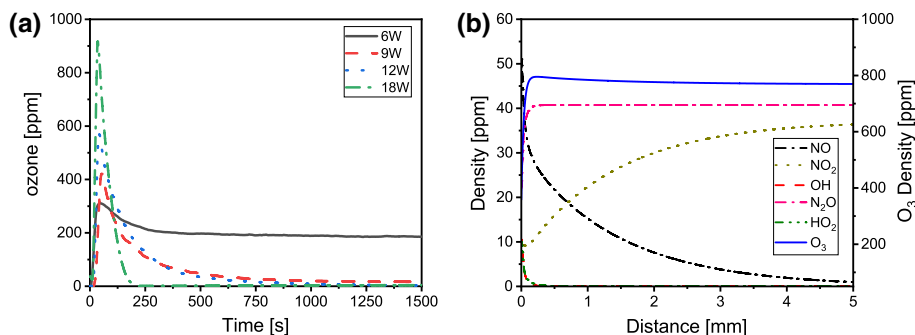 (a)
1000
800
600
400
200
0
ozone [ppm]
0 250 500 750 1000 1250 1500
Time [s]
6W
9W
12W
18W
(b)
60
50
40
30
20
10
0
Density [ppm]
0 1 2 3 4 5
Distance [mm]
1000
800
600
400
200
0
O₃ Density [ppm]
NO
NO₂
OH
N₂O
HO₂
O₃